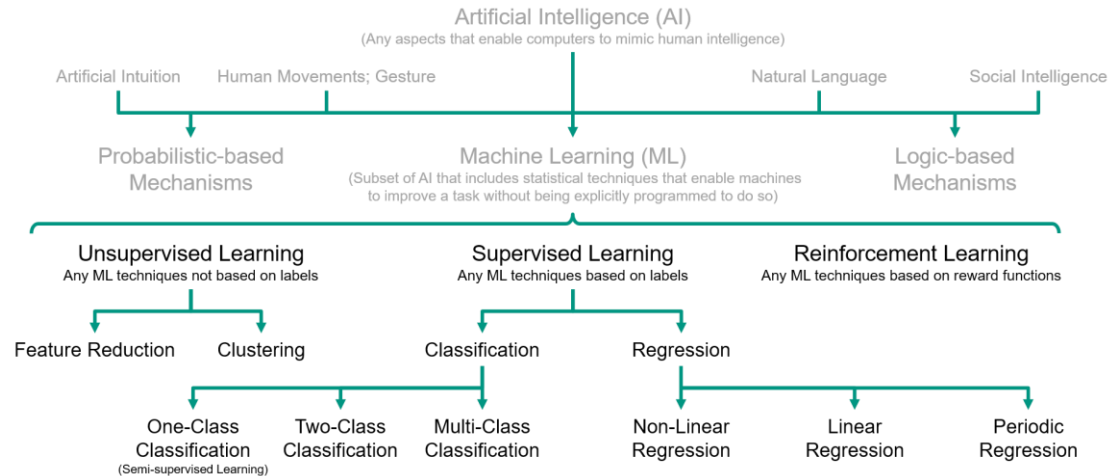 Artificial Intelligence (AI)
(Any aspects that enable computers to mimic human intelligence)
Artificial Intuition
Human Movements; Gesture
Natural Language
Social Intelligence
Probabilistic-based
Mechanisms
Machine Learning (ML)
(Subset of AI that includes statistical techniques that enable machines
to improve a task without being explicitly programmed to do so)
Logic-based
Mechanisms
Unsupervised Learning
Any ML techniques not based on labels
Supervised Learning
Any ML techniques based on labels
Reinforcement Learning
Any ML techniques based on reward functions
Feature Reduction
Clustering
Classification
Regression
One-Class
Classification
(Semi-supervised Learning)
Two-Class
Classification
Multi-Class
Classification
Non-Linear
Regression
Linear
Regression
Periodic
Regression